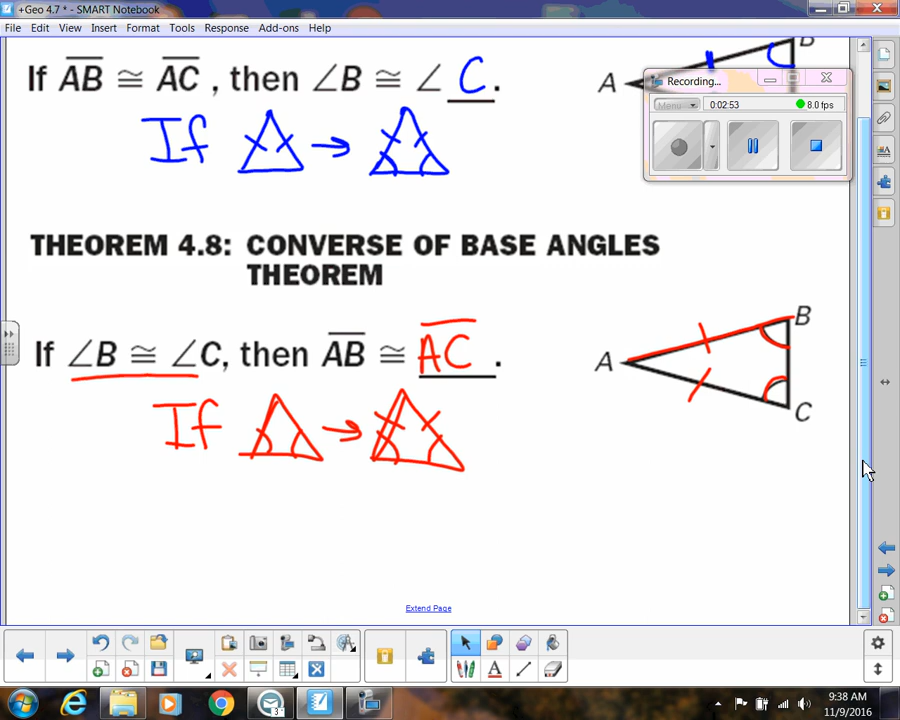 +Geo 4.7 * - SMART Notebook
File Edit View Insert Format Tools Response Add-ons Help
If AB ≅ AC , then ∠B ≅ ∠ C .
A
Recording...
Menu 0:02:53 8.0 fps
If → 
THEOREM 4.8: CONVERSE OF BASE ANGLES
THEOREM
If ∠B ≅ ∠C, then AB ≅ AC .
A B
C
If →
Extend Page
9:38 AM
11/9/2016